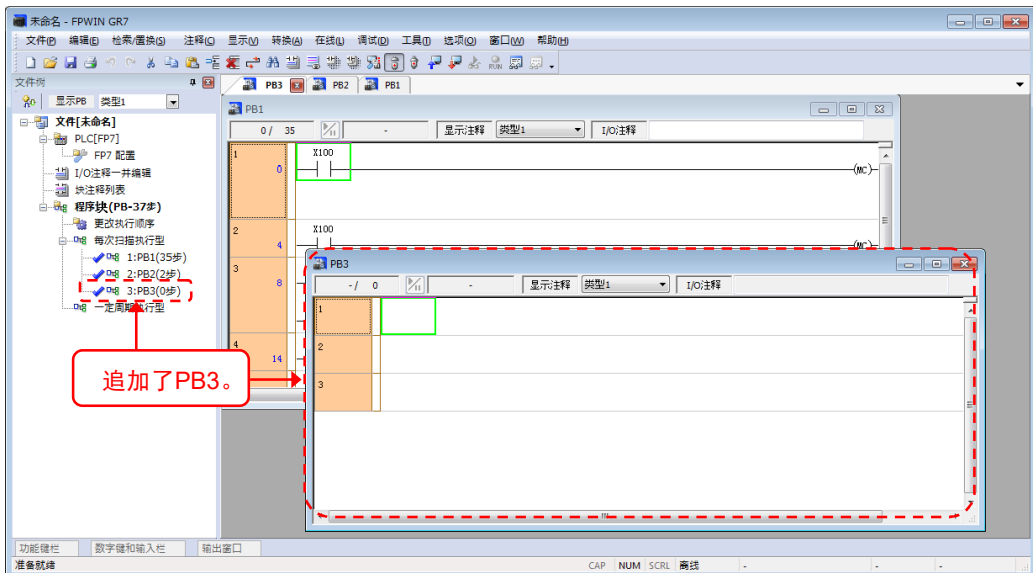 未命名 - FPWIN GR7
文件(F) 编辑(E) 检索/置换(S) 注释(C) 显示(V) 转换(A) 在线(L) 调试(D) 工具(T) 选项(O) 窗口(W) 帮助(H)
文件树
PB3 PB2 PB1
显示PB 类型1
文件[未命名]
PLC[FP7]
FP7 配置
I/O注释一并编辑
块注释列表
程序块(PB-37步)
更改执行顺序
每次扫描执行型
1:PB1(35步)
2:PB2(2步)
3:PB3(0步)
一定周期执行型
追加了PB3。
PB1
0/ 35 - 显示注释 类型1 I/O注释
1 X100
0 (MC)
2 X100
4 (MC)
3
8
4
14
PB3
-/ 0 - 显示注释 类型1 I/O注释
1
2
3
功能键栏 数字键和输入栏 输出窗口
准备就绪 CAP NUM SCRL 离线 - - -